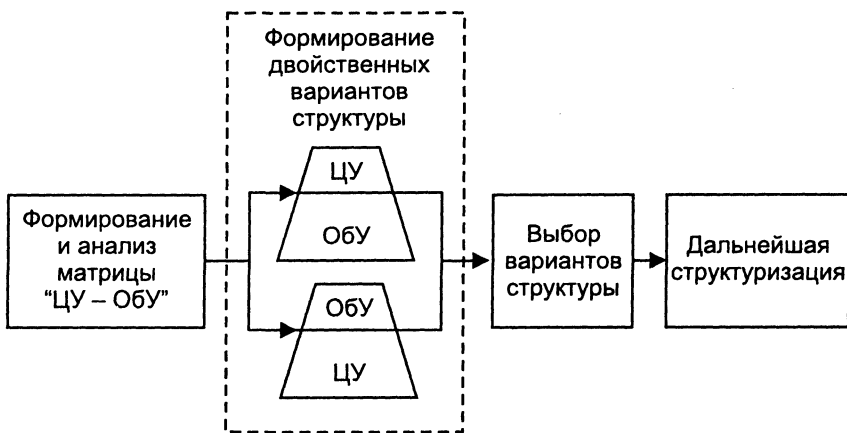 Формирование
и анализ
матрицы
“ЦУ – ОбУ”
Формирование
двойственных
вариантов
структуры
ЦУ
ОбУ
ОбУ
ЦУ
Выбор
вариантов
структуры
Дальнейшая
структуризация